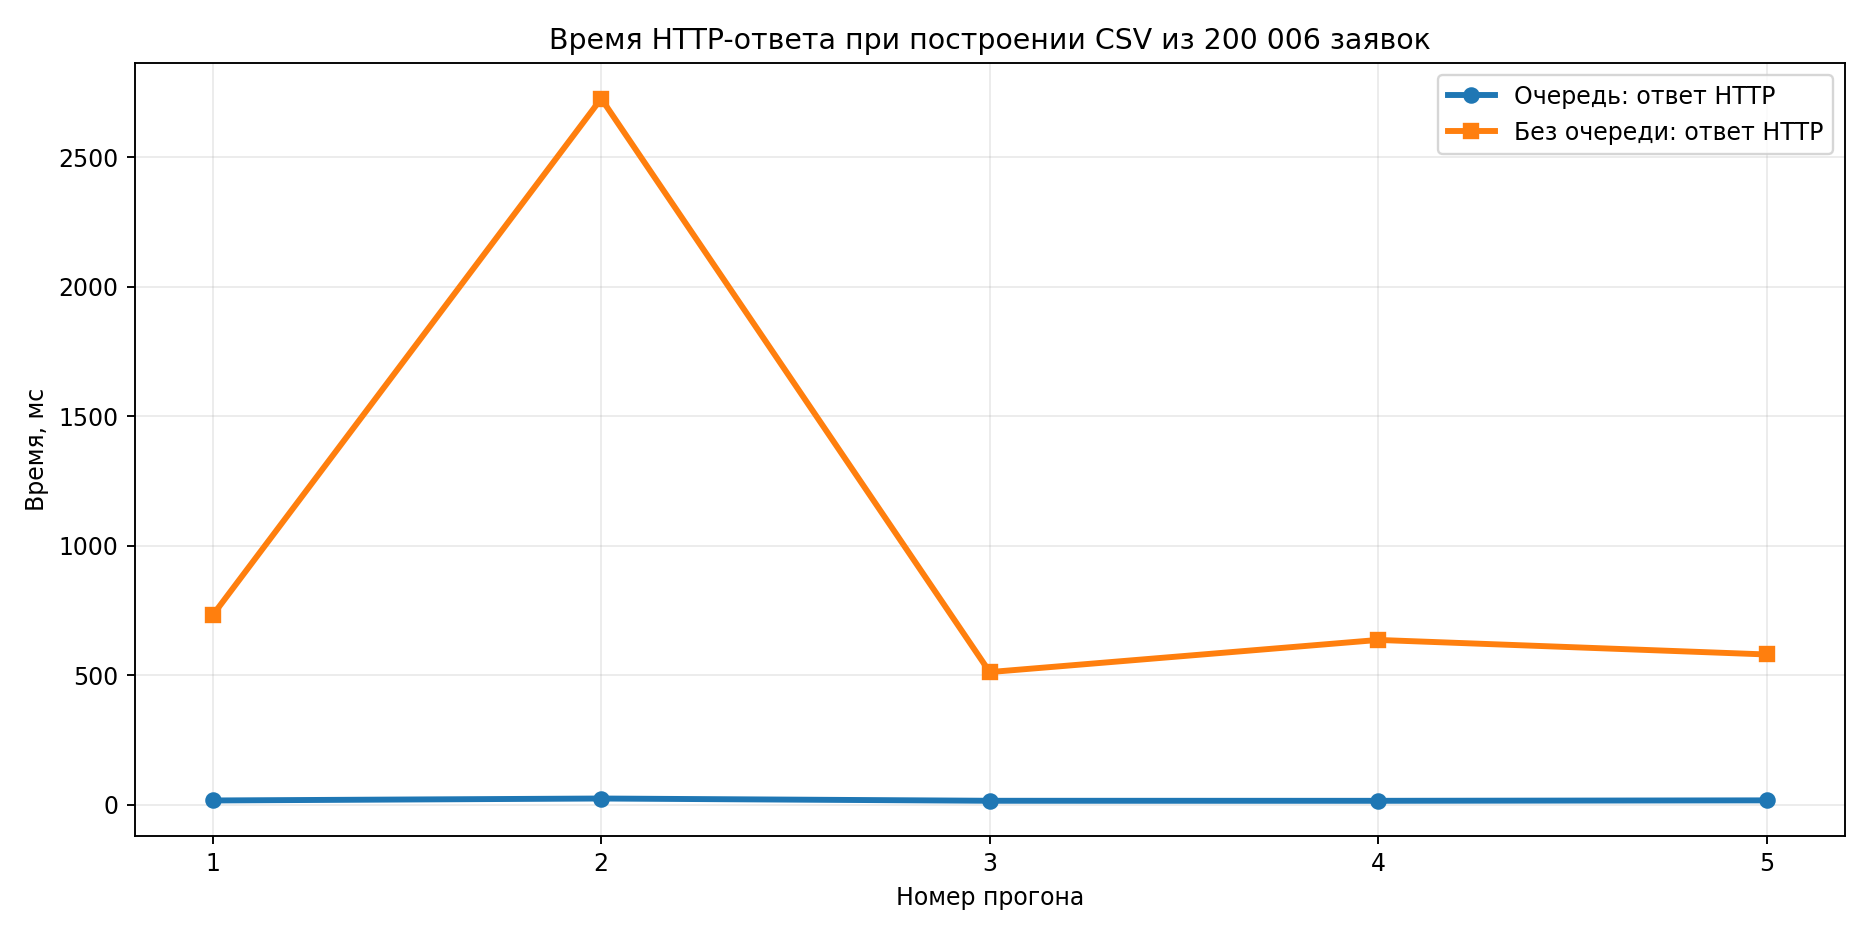 Время HTTP-ответа при построении CSV из 200 006 заявок
Очередь: ответ HTTP
Без очереди: ответ HTTP
Время, мс
2500
2000
1500
1000
500
0
1 2 3 4 5
Номер прогона